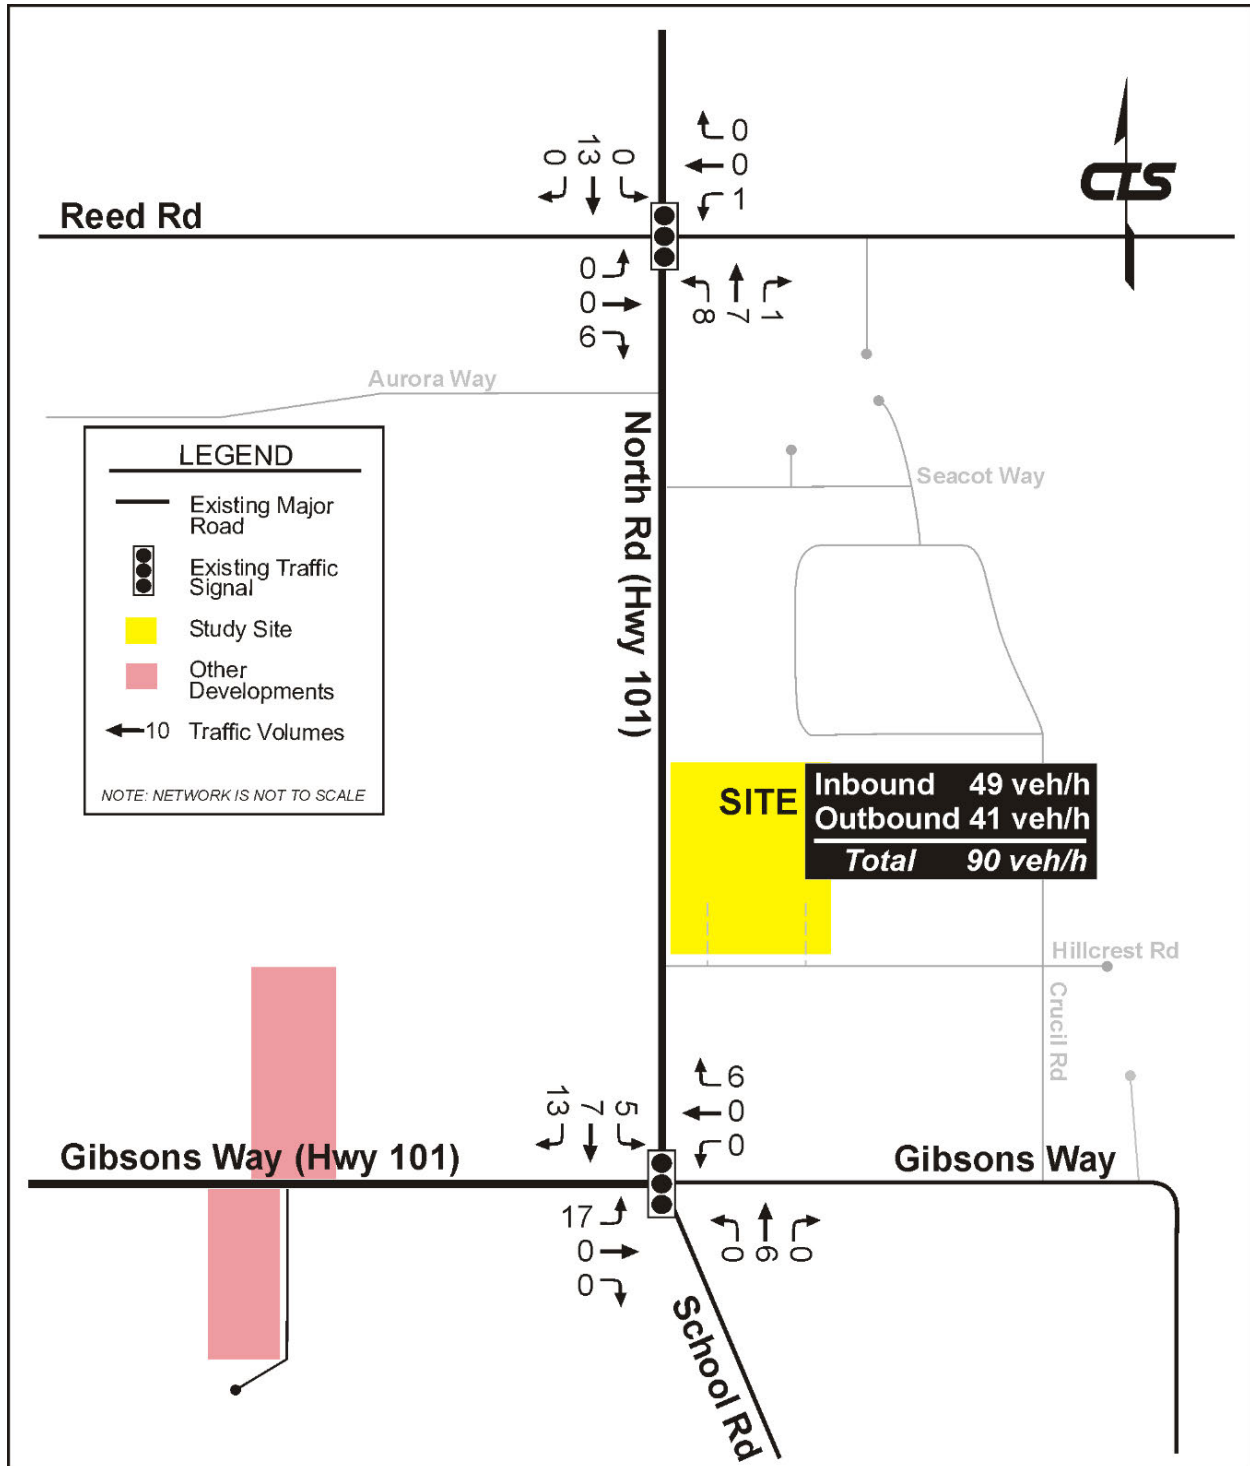 0
13
0
0
0
1
CTS
Reed Rd
0
0
6
8
7
1
Aurora Way
North Rd (Hwy 101)
Seacot Way
LEGEND
Existing Major
Road
Existing Traffic
Signal
Study Site
Other
Developments
10 Traffic Volumes
NOTE: NETWORK IS NOT TO SCALE
SITE
Inbound 49 veh/h
Outbound 41 veh/h
Total 90 veh/h
Hillcrest Rd
Crucil Rd
13
7
5
6
0
0
Gibsons Way (Hwy 101)
Gibsons Way
17
0
0
0
6
0
School Rd